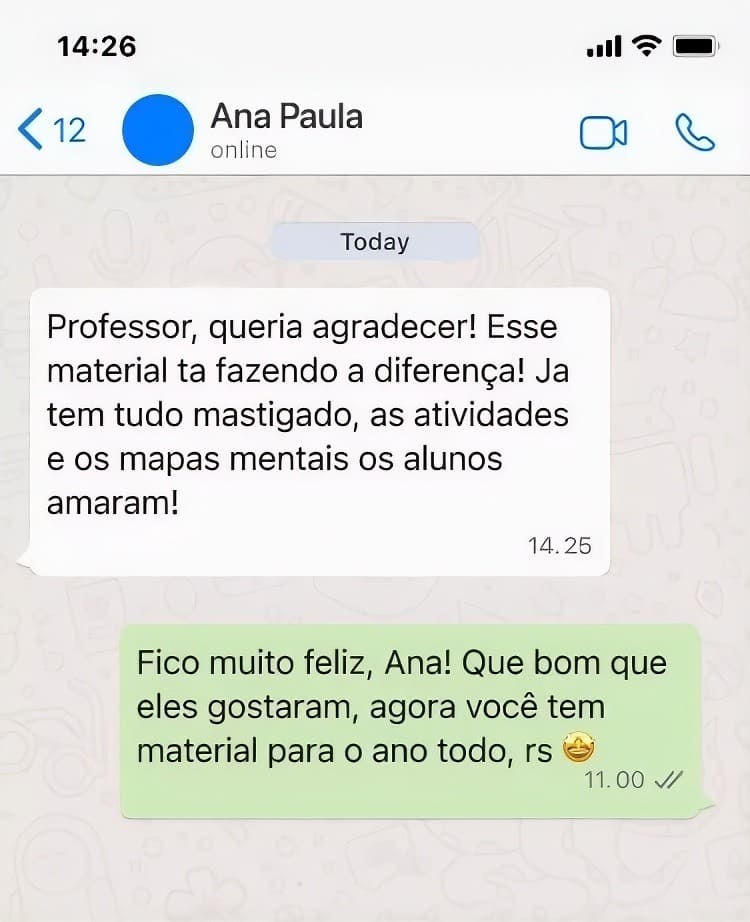 14:26
12
Ana Paula
online
Today
Professor, queria agradecer! Esse
material ta fazendo a diferença! Ja
tem tudo mastigado, as atividades
e os mapas mentais os alunos
amaram!
14.25
Fico muito feliz, Ana! Que bom que
eles gostaram, agora você tem
material para o ano todo, rs 🤩
11.00